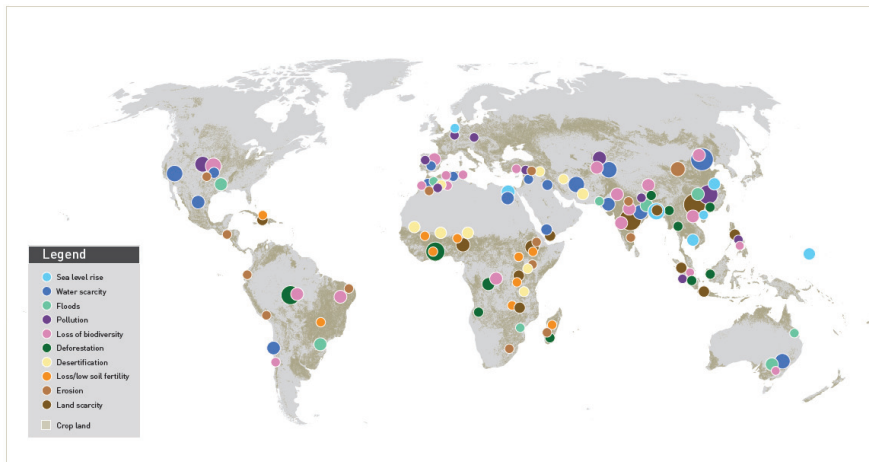 Legend
Sea level rise
Water scarcity
Floods
Pollution
Loss of biodiversity
Deforestation
Desertification
Loss/low soil fertility
Erosion
Land scarcity
Crop land